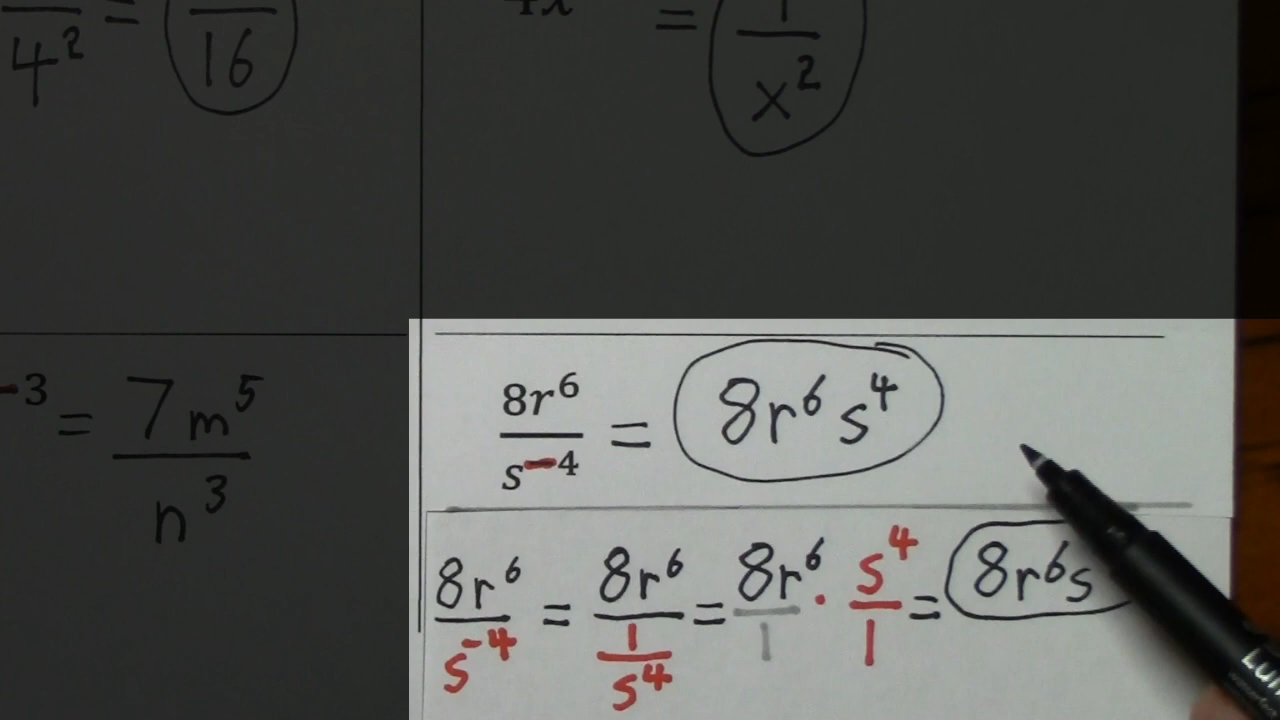 4² = 16
4x = 1/x²
-3 = 7m⁵/n³
8r⁶/s⁻⁴ = 8r⁶s⁴
8r⁶/s⁻⁴ = 8r⁶/(1/s⁴) = 8r⁶/1 · s⁴/1 = 8r⁶s